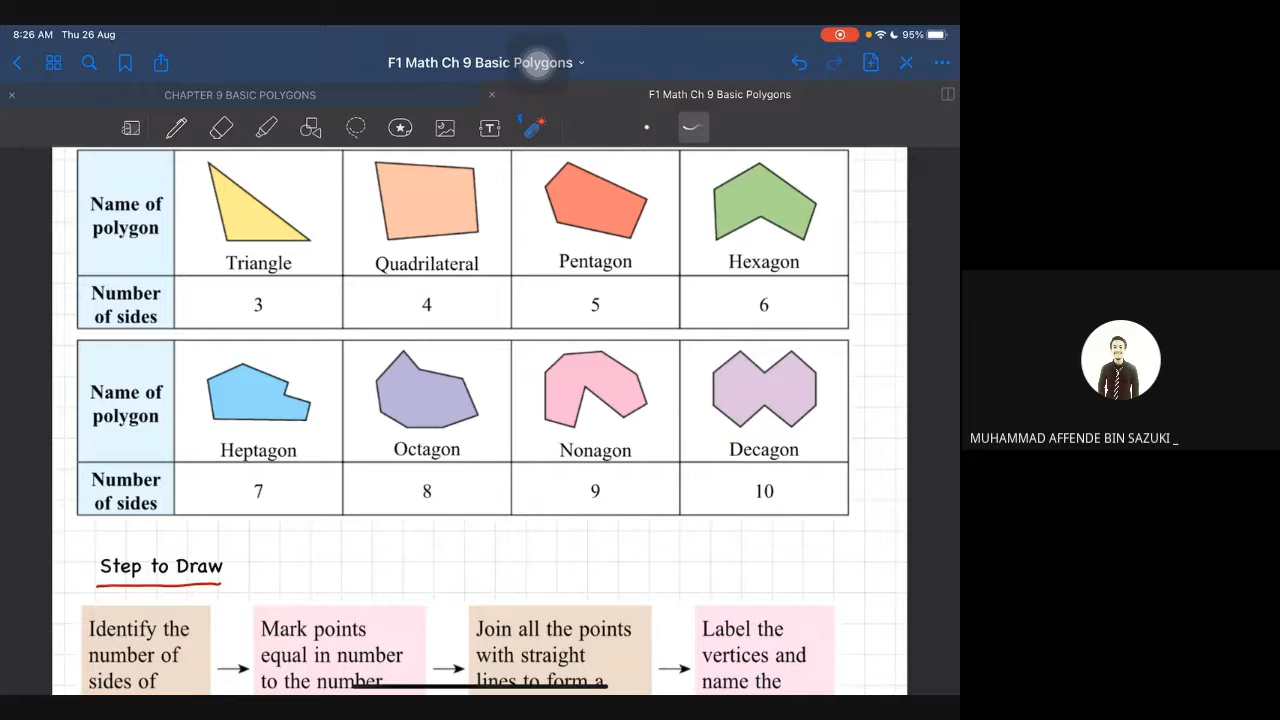 8:26 AM Thu 26 Aug
95%
F1 Math Ch 9 Basic Polygons
CHAPTER 9 BASIC POLYGONS
F1 Math Ch 9 Basic Polygons
Name of
polygon
Triangle
Quadrilateral
Pentagon
Hexagon
Number
of sides
3
4
5
6
Name of
polygon
Heptagon
Octagon
Nonagon
Decagon
Number
of sides
7
8
9
10
Step to Draw
Identify the
number of
sides of
Mark points
equal in number
to the number
Join all the points
with straight
lines to form a
Label the
vertices and
name the
MUHAMMAD AFFENDE BIN SAZUKI _